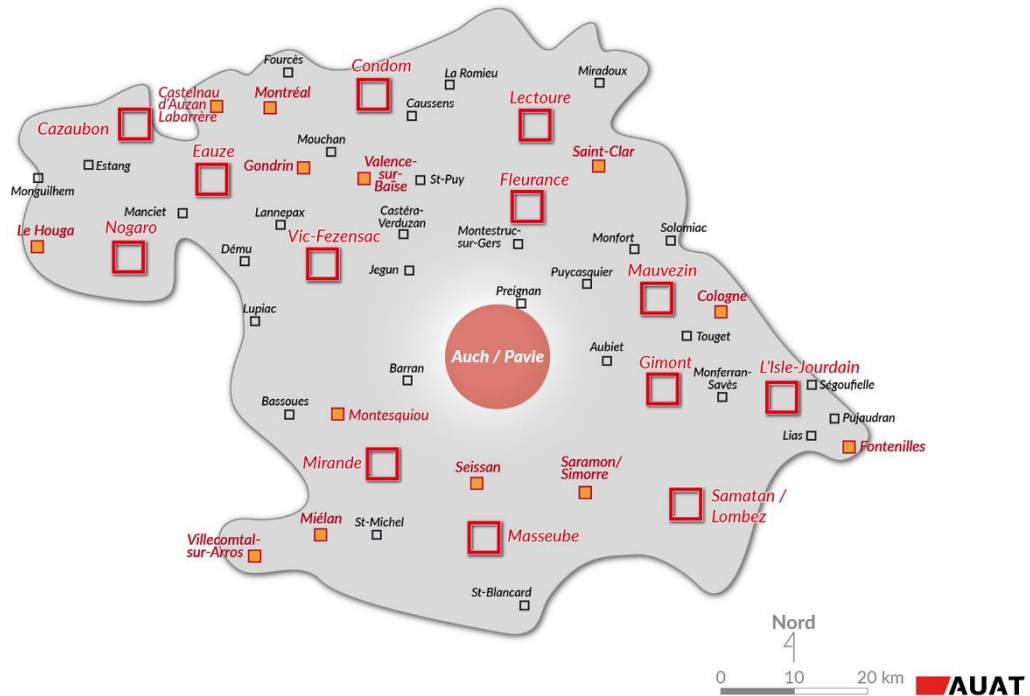 Fourcès
Condom
La Romieu
Miradoux
Castelnau
d'Auzan
Labarrère
Montréal
Caussens
Lectoure
Cazaubon
Mouchan
Saint-Clar
Estang
Eauze
Gondrin
Valence-
sur-
Baïse
St-Puy
Fleurance
Monguilhem
Manciet
Lannepax
Castéra-
Verduzan
Le Houga
Nogaro
Vic-Fezensac
Montestruc-
sur-Gers
Monfort
Solomiac
Dému
Jegun
Puycasquier
Mauvezin
Preignan
Cologne
Lupiac
Touget
Auch / Pavie
Aubiet
Gimont
Monferran-
Savès
L'Isle-Jourdain
Ségoufielle
Barran
Bassoues
Montesquiou
Pujaudran
Lias
Fontenilles
Mirande
Seissan
Saramon/
Simorre
Samatan /
Lombez
Miélan
St-Michel
Masseube
Villecomtal-
sur-Arros
St-Blancard
Nord
0 10 20 km
AUAT